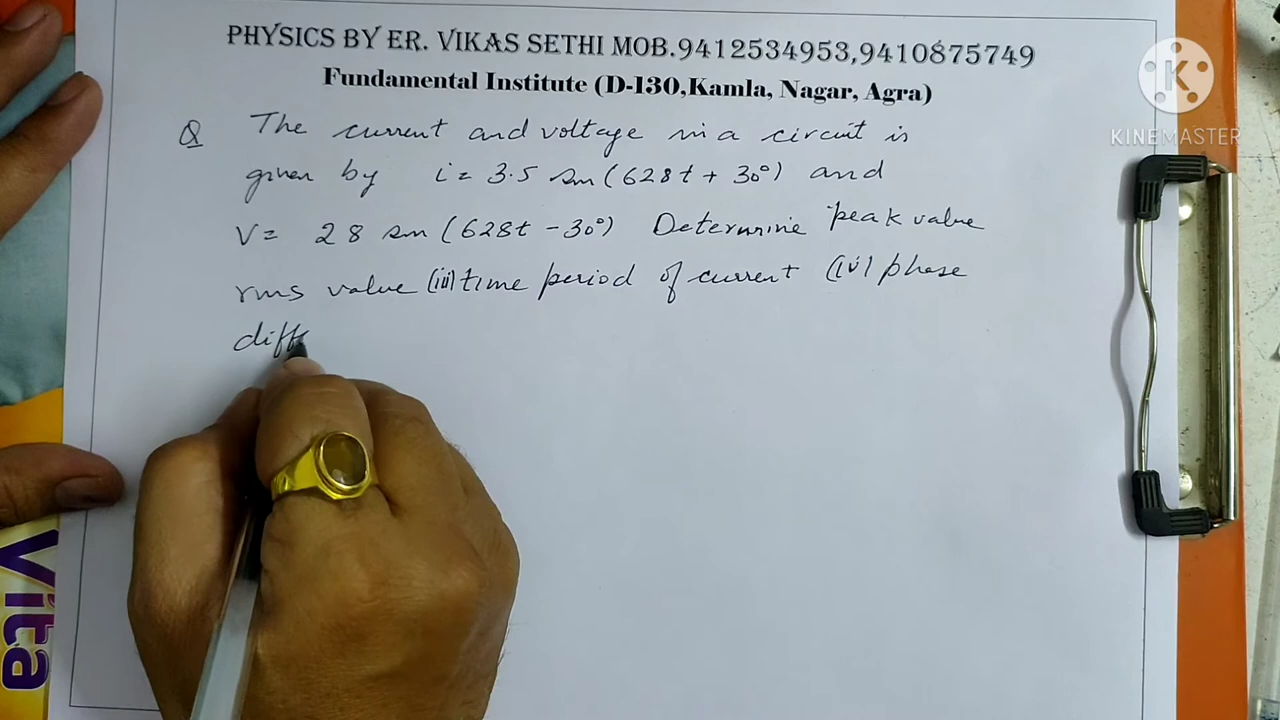 PHYSICS BY ER. VIKAS SETHI MOB.9412534953,9410875749
Fundamental Institute (D-130,Kamla, Nagar, Agra)
KINEMASTER
Q The current and voltage in a circuit is
given by i = 3.5 sin (628t + 30°) and
V = 28 sin (628t - 30°) Determine peak value
rms value (iii) time period of current (iv) phase
diff
Vita